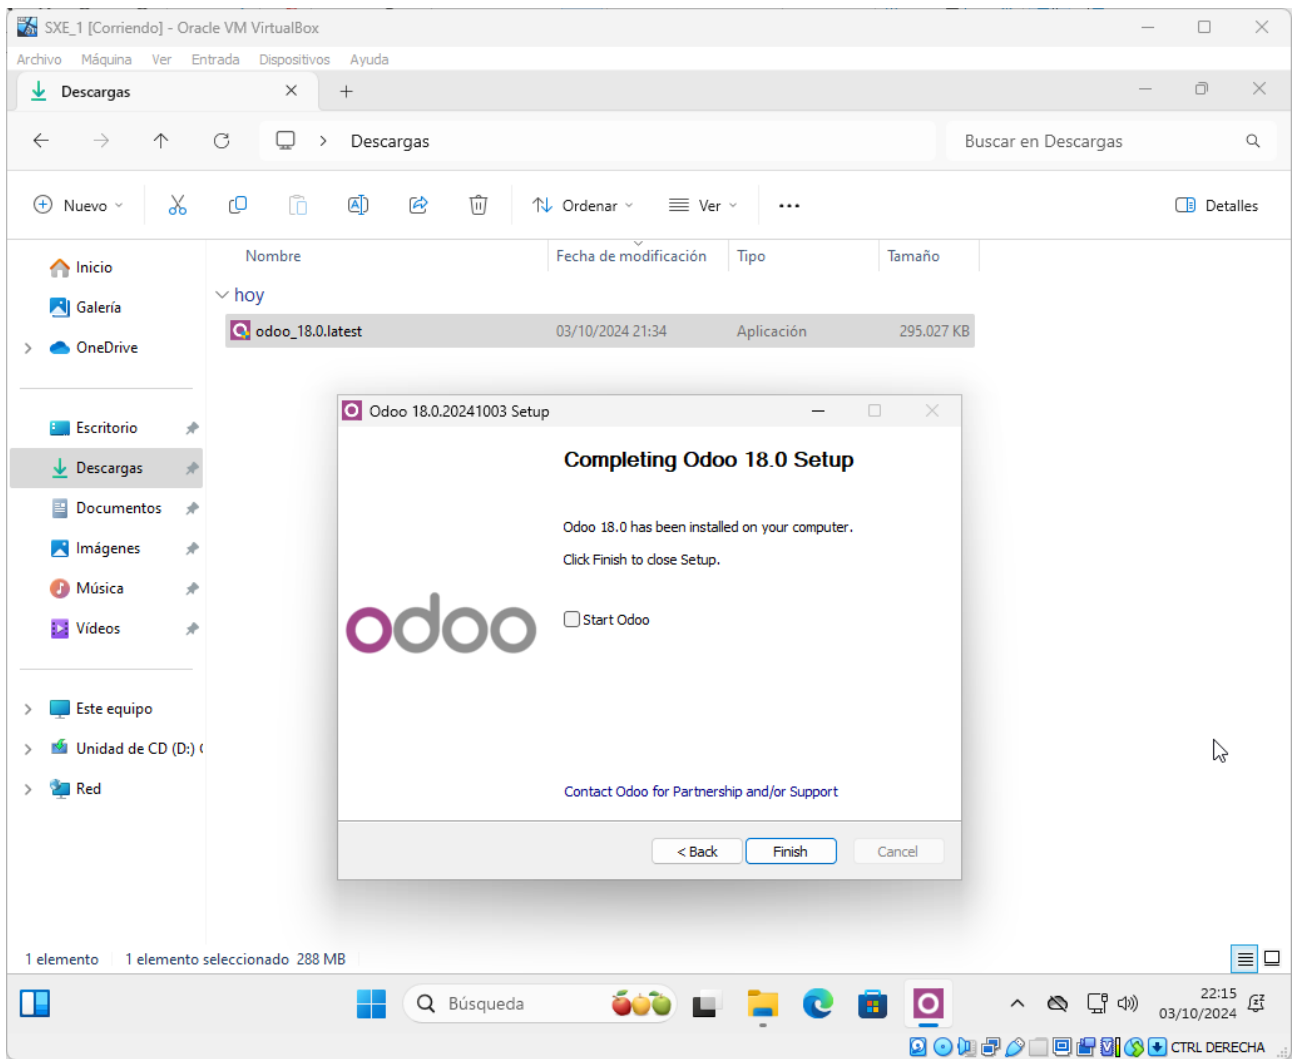 SXE_1 [Corriendo] - Oracle VM VirtualBox
Archivo Máquina Ver Entrada Dispositivos Ayuda
Descargas
Descargas
Buscar en Descargas
Nuevo
Ordenar
Ver
Detalles
Nombre Fecha de modificación Tipo Tamaño
Inicio
hoy
Galería
odoo_18.0.latest 03/10/2024 21:34 Aplicación 295.027 KB
OneDrive
Odoo 18.0.20241003 Setup
Escritorio
Completing Odoo 18.0 Setup
Descargas
Documentos
Odoo 18.0 has been installed on your computer.
Imágenes
Click Finish to close Setup.
Música
odoo
Start Odoo
Vídeos
Este equipo
Unidad de CD (D:)
Red
Contact Odoo for Partnership and/or Support
< Back
Finish
Cancel
1 elemento 1 elemento seleccionado 288 MB
Búsqueda
22:15
03/10/2024
CTRL DERECHA